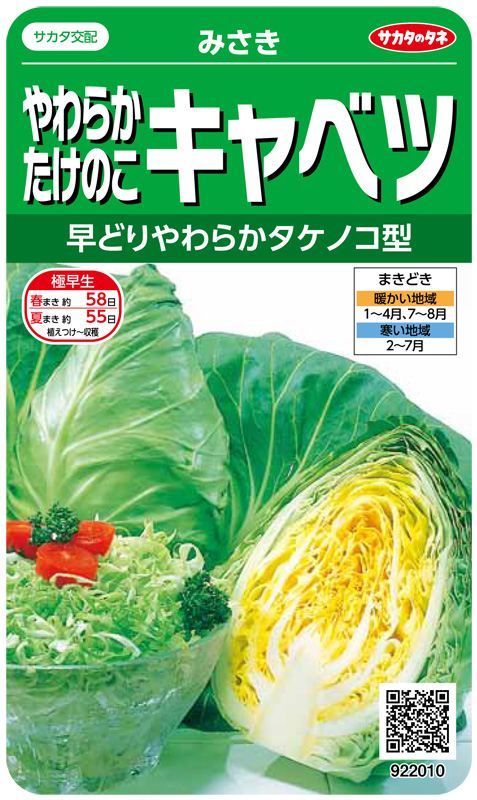 サカタ交配
みさき
サカタのタネ
やわらか
たけのこ
キャベツ
早どりやわらかタケノコ型
極早生
春まき 約 58日
夏まき 約 55日
植えつけ〜収穫
まきどき
暖かい地域
1〜4月、7〜8月
寒い地域
2〜7月
922010